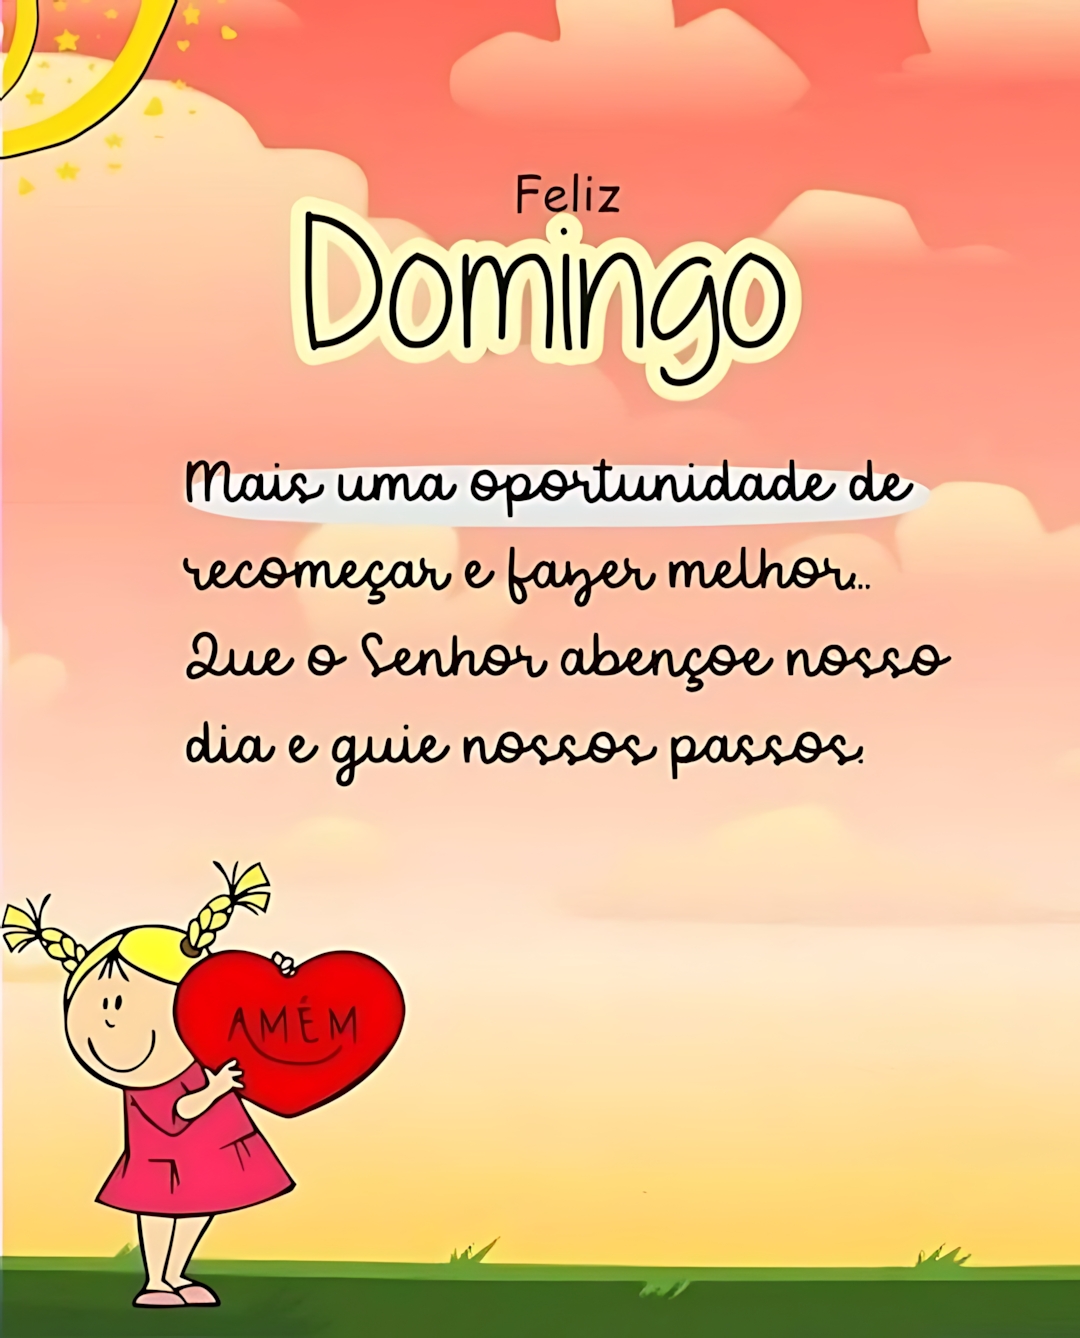 Feliz
Domingo
Mais uma oportunidade de
recomeçar e fazer melhor...
Que o Senhor abençoe nosso
dia e guie nossos passos.
AMÉM